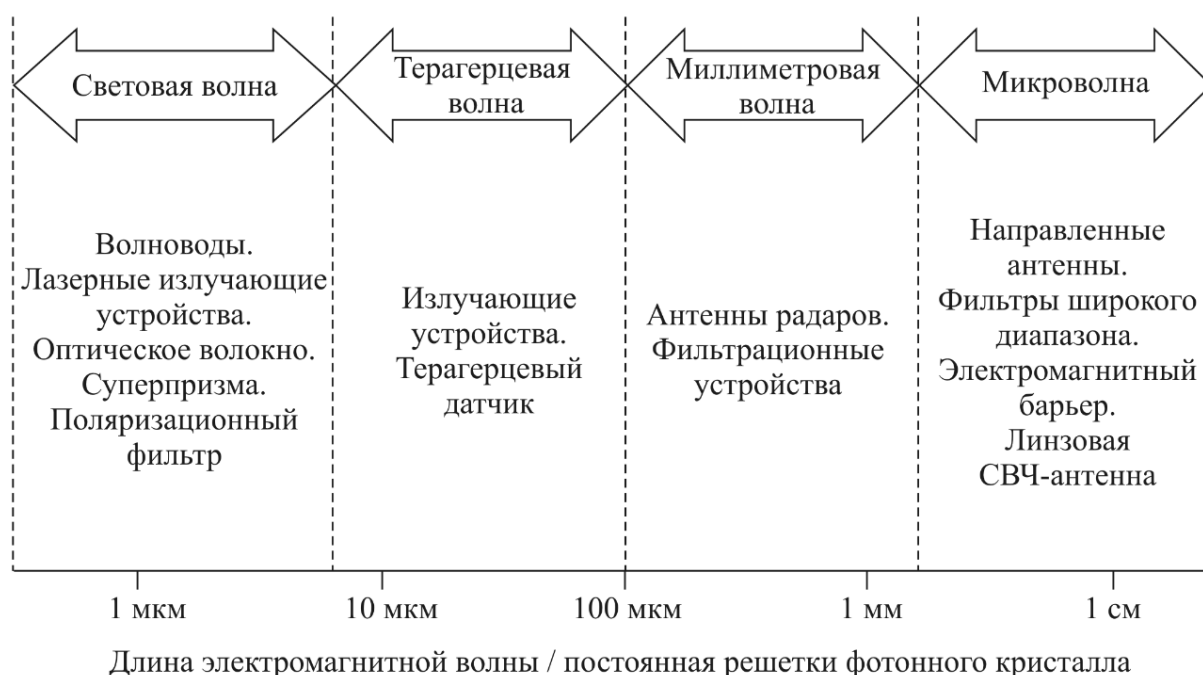 Световая волна
Терагерцевая
волна
Миллиметровая
волна
Микроволна
Волноводы.
Лазерные излучающие
устройства.
Оптическое волокно.
Суперпризма.
Поляризационный
фильтр
Излучающие
устройства.
Терагерцевый
датчик
Антенны радаров.
Фильтрационные
устройства
Направленные
антенны.
Фильтры широкого
диапазона.
Электромагнитный
барьер.
Линзовая
СВЧ-антенна
1 мкм
10 мкм
100 мкм
1 мм
1 см
Длина электромагнитной волны / постоянная решетки фотонного кристалла